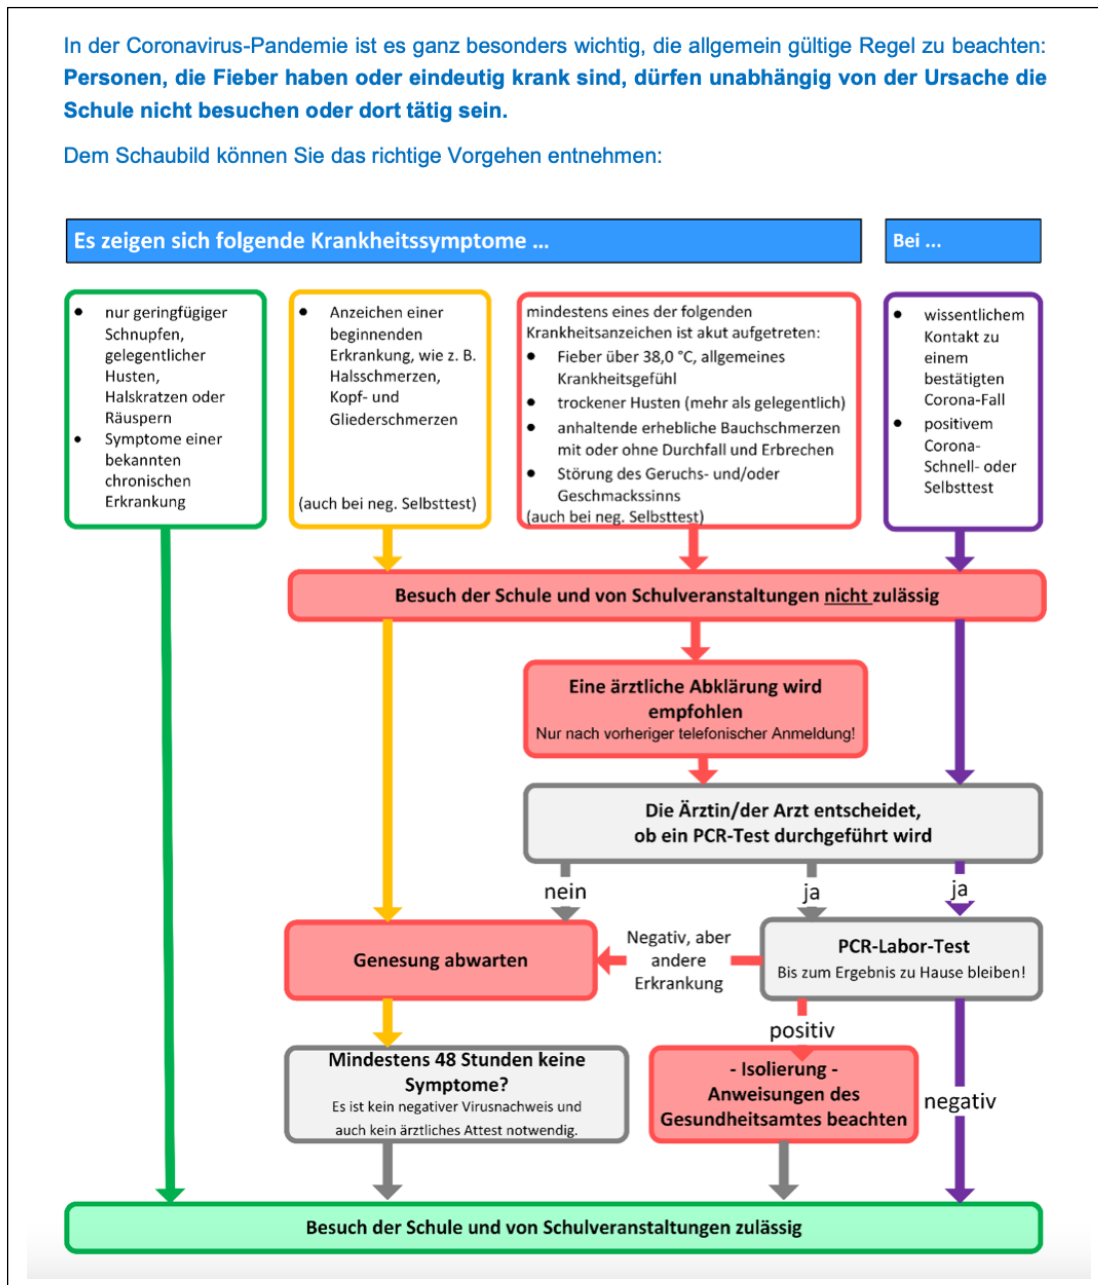 In der Coronavirus-Pandemie ist es ganz besonders wichtig, die allgemein gültige Regel zu beachten:
Personen, die Fieber haben oder eindeutig krank sind, dürfen unabhängig von der Ursache die
Schule nicht besuchen oder dort tätig sein.
Dem Schaubild können Sie das richtige Vorgehen entnehmen:
Es zeigen sich folgende Krankheitssymptome ...
Bei ...
• nur geringfügiger
Schnupfen,
gelegentlicher
Husten,
Halskratzen oder
Räuspern
• Symptome einer
bekannten
chronischen
Erkrankung
• Anzeichen einer
beginnenden
Erkrankung, wie z. B.
Halsschmerzen,
Kopf- und
Gliederschmerzen
(auch bei neg. Selbsttest)
mindestens eines der folgenden
Krankheitsanzeichen ist akut aufgetreten:
• Fieber über 38,0 °C, allgemeines
Krankheitsgefühl
• trockener Husten (mehr als gelegentlich)
• anhaltende erhebliche Bauchschmerzen
mit oder ohne Durchfall und Erbrechen
• Störung des Geruchs- und/oder
Geschmackssinns
(auch bei neg. Selbsttest)
• wissentlichem
Kontakt zu
einem
bestätigten
Corona-Fall
• positivem
Corona-
Schnell- oder
Selbsttest
Besuch der Schule und von Schulveranstaltungen nicht zulässig
Eine ärztliche Abklärung wird
empfohlen
Nur nach vorheriger telefonischer Anmeldung!
Die Ärztin/der Arzt entscheidet,
ob ein PCR-Test durchgeführt wird
nein
ja
ja
Genesung abwarten
Negativ, aber
andere
Erkrankung
PCR-Labor-Test
Bis zum Ergebnis zu Hause bleiben!
positiv
Mindestens 48 Stunden keine
Symptome?
Es ist kein negativer Virusnachweis und
auch kein ärztliches Attest notwendig.
- Isolierung -
Anweisungen des
Gesundheitsamtes beachten
negativ
Besuch der Schule und von Schulveranstaltungen zulässig